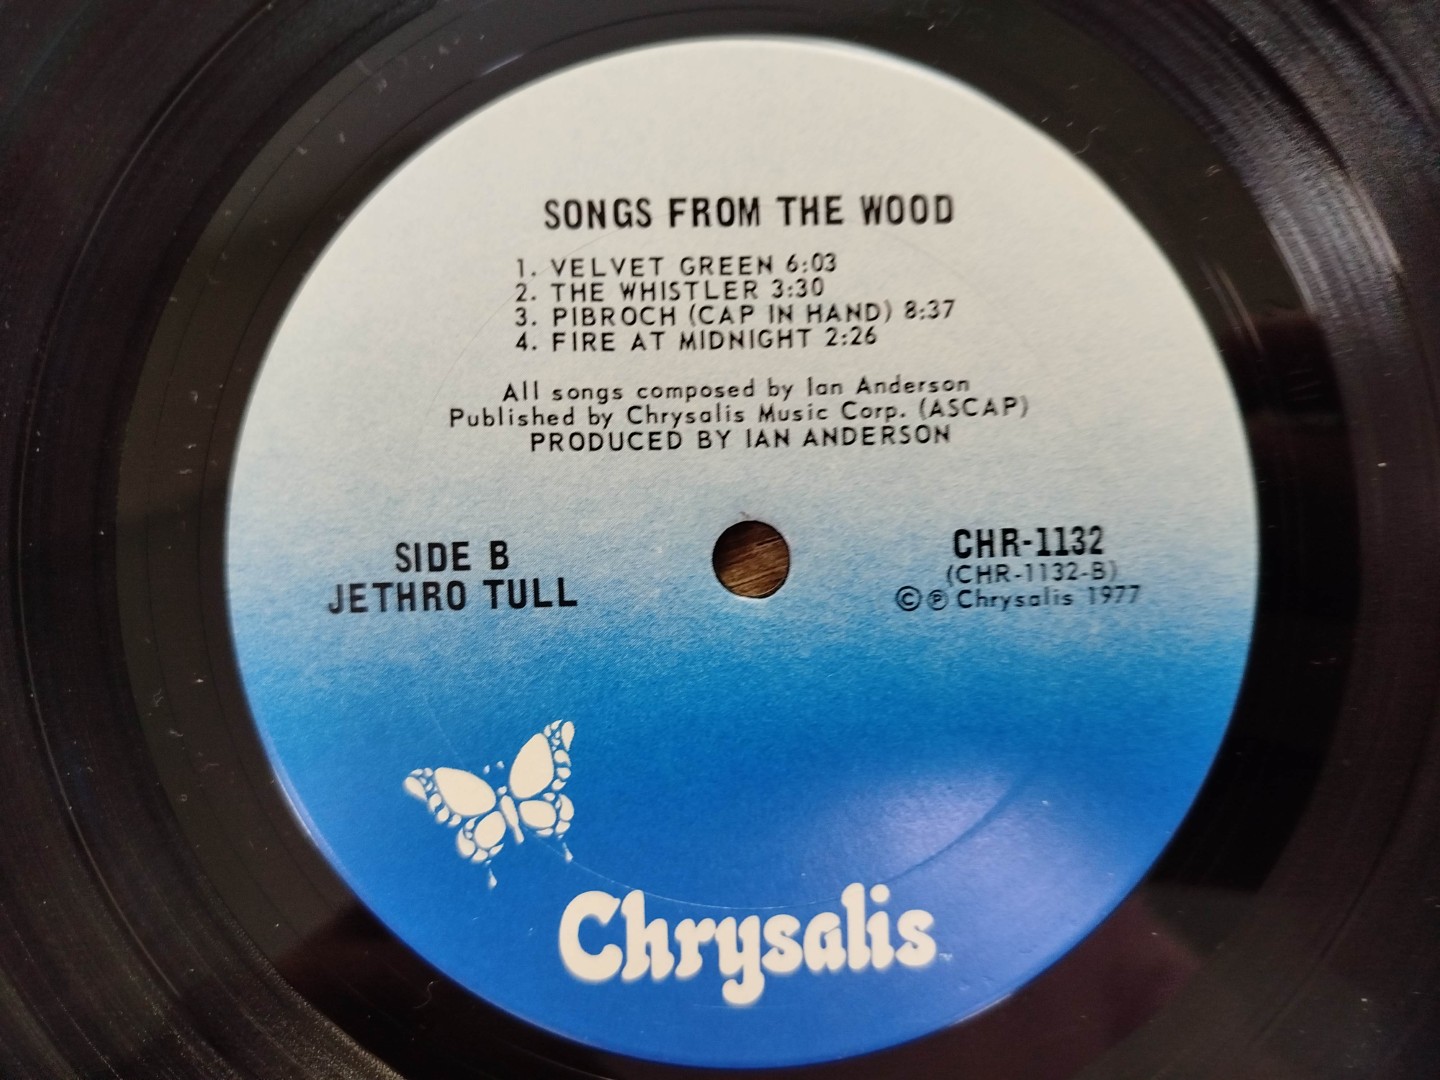 SONGS FROM THE WOOD
1. VELVET GREEN 6:03
2. THE WHISTLER 3:30
3. PIBROCH (CAP IN HAND) 8:37
4. FIRE AT MIDNIGHT 2:26
All songs composed by Ian Anderson
Published by Chrysalis Music Corp. (ASCAP)
PRODUCED BY IAN ANDERSON
SIDE B
JETHRO TULL
CHR-1132
(CHR-1132-B)
© ℗ Chrysalis 1977
Chrysalis™